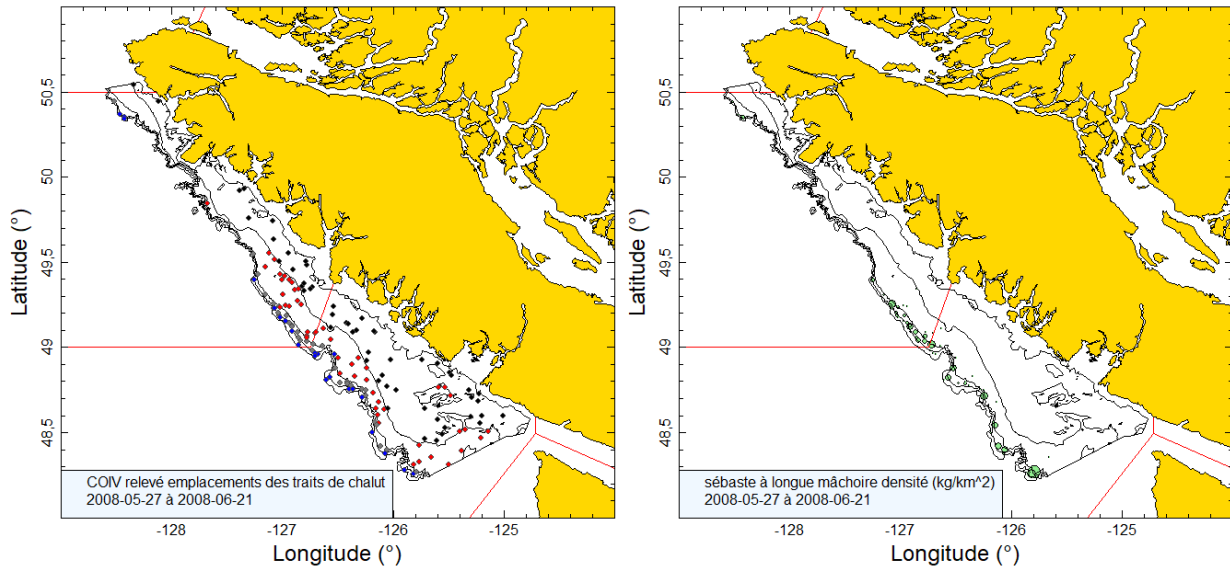 50,5
50
49,5
49
48,5
Latitude (°)
-128
-127
-126
-125
Longitude (°)
COIV relevé emplacements des traits de chalut
2008-05-27 à 2008-06-21
50,5
50
49,5
49
48,5
Latitude (°)
-128
-127
-126
-125
Longitude (°)
sébaste à longue mâchoire densité (kg/km^2)
2008-05-27 à 2008-06-21